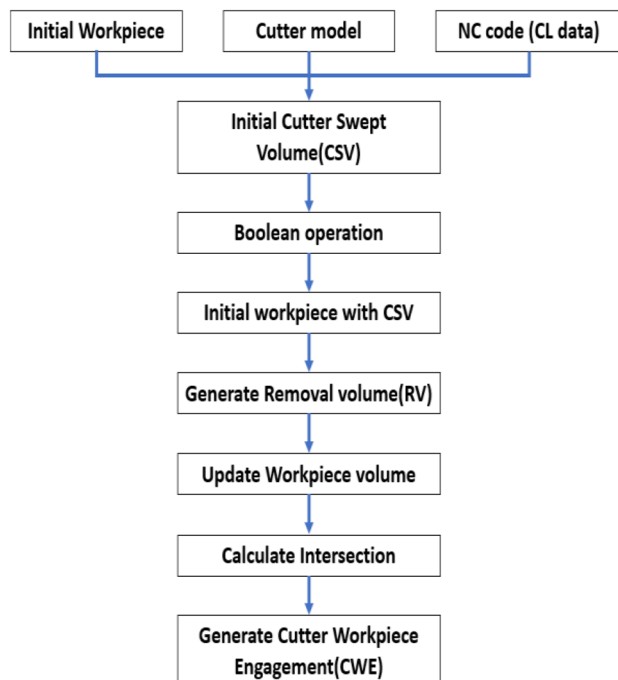 Initial Workpiece
Cutter model
NC code (CL data)
Initial Cutter Swept
Volume(CSV)
Boolean operation
Initial workpiece with CSV
Generate Removal volume(RV)
Update Workpiece volume
Calculate Intersection
Generate Cutter Workpiece
Engagement(CWE)